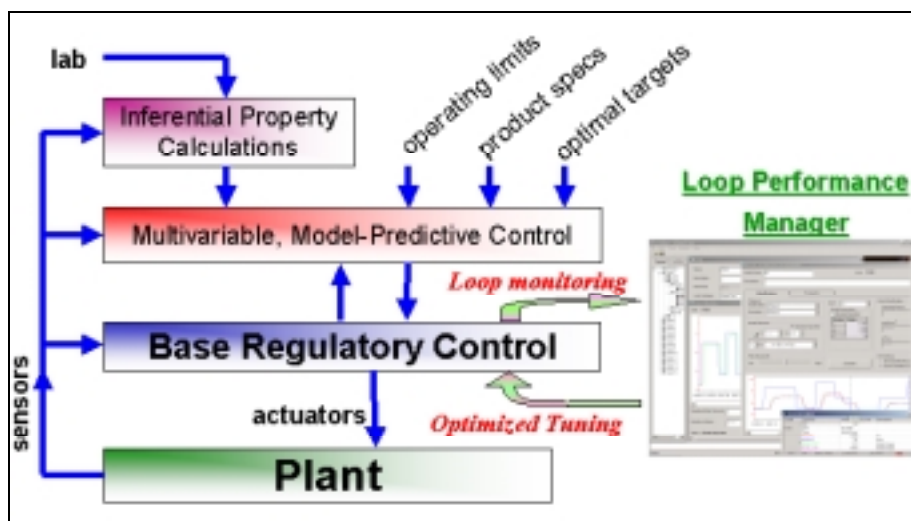 lab
operating limits
product specs
optimal targets
Inferential Property
Calculations
Loop Performance
Manager
Multivariable, Model-Predictive Control
Loop monitoring
Base Regulatory Control
sensors
actuators
Optimized Tuning
Plant